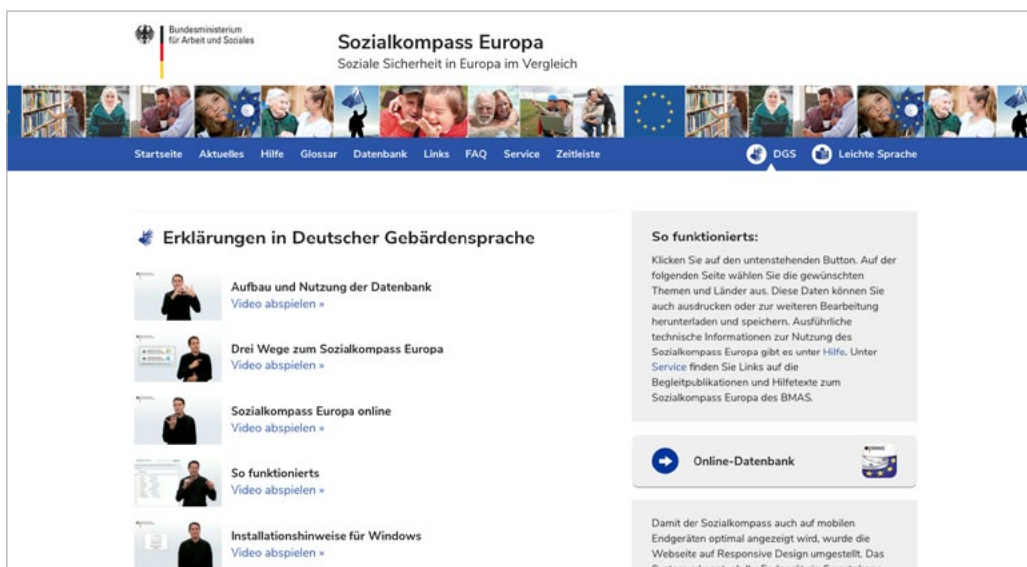 Bundesministerium
für Arbeit und Soziales
Sozialkompass Europa
Soziale Sicherheit in Europa im Vergleich
Startseite Aktuelles Hilfe Glossar Datenbank Links FAQ Service Zeitleiste DGS Leichte Sprache
Erklärungen in Deutscher Gebärdensprache
Aufbau und Nutzung der Datenbank
Video abspielen »
Drei Wege zum Sozialkompass Europa
Video abspielen »
Sozialkompass Europa online
Video abspielen »
So funktionierts
Video abspielen »
Installationshinweise für Windows
Video abspielen »
So funktionierts:
Klicken Sie auf den untenstehenden Button. Auf der
folgenden Seite wählen Sie die gewünschten
Themen und Länder aus. Diese Daten können Sie
auch ausdrucken oder zur weiteren Bearbeitung
herunterladen und speichern. Ausführliche
technische Informationen zur Nutzung des
Sozialkompass Europa gibt es unter Hilfe. Unter
Service finden Sie Links auf die
Begleitpublikationen und Hilfetexte zum
Sozialkompass Europa des BMAS.
Online-Datenbank
Damit der Sozialkompass auch auf mobilen
Endgeräten optimal angezeigt wird, wurde die
Webseite auf Responsive Design umgestellt. Das